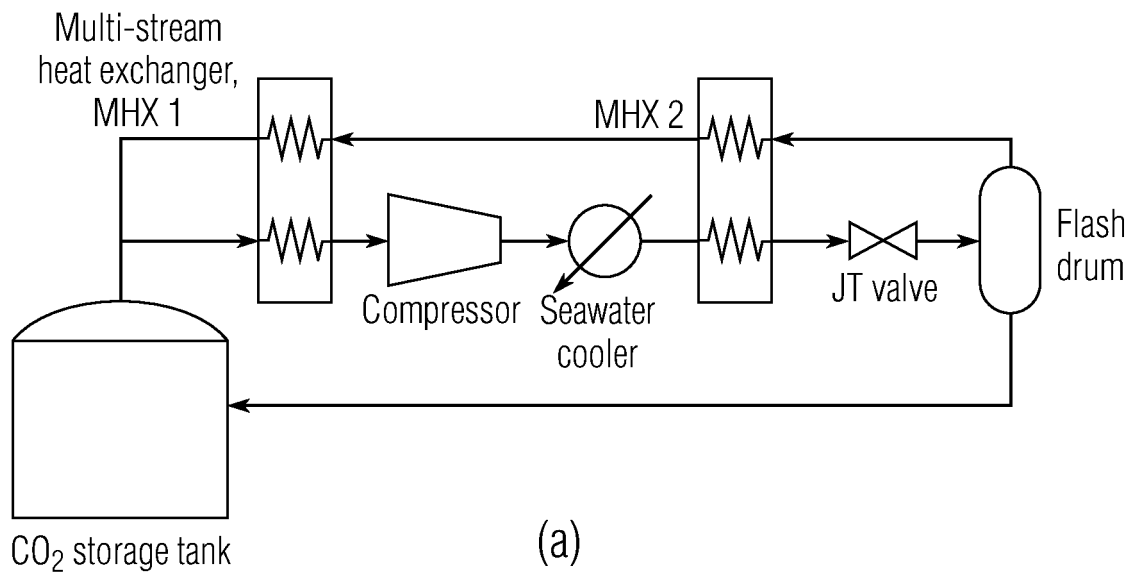 Multi-stream
heat exchanger,
MHX 1
MHX 2
Compressor
Seawater
cooler
JT valve
Flash
drum
CO₂ storage tank
(a)